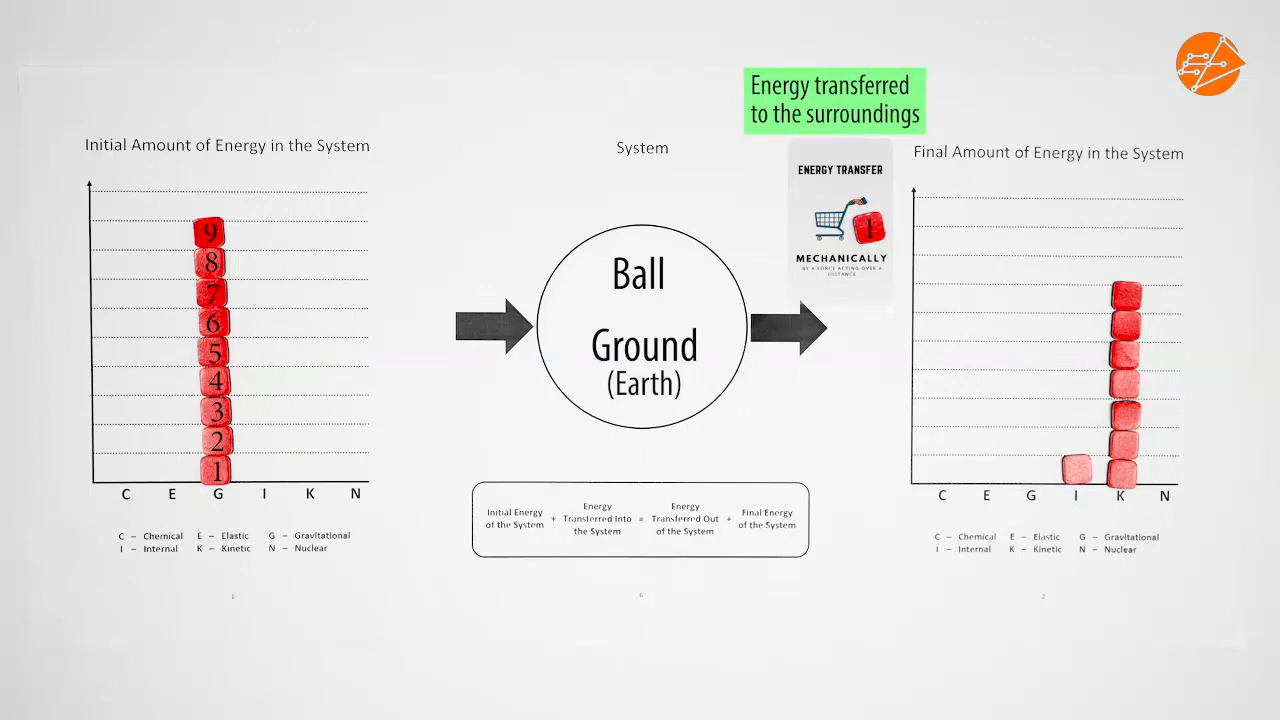 Energy transferred
to the surroundings
Initial Amount of Energy in the System
9
8
7
6
5
4
3
2
1
C E G I K N
C – Chemical E – Elastic G – Gravitational
I – Internal K – Kinetic N – Nuclear
1
System
Ball
Ground
(Earth)
Initial Energy
of the System
+
Energy
Transferred Into
the System
=
Energy
Transferred Out
of the System
+
Final Energy
of the System
6
ENERGY TRANSFER
1
MECHANICALLY
BY A FORCE ACTING OVER A
DISTANCE
Final Amount of Energy in the System
C E G I K N
C – Chemical E – Elastic G – Gravitational
I – Internal K – Kinetic N – Nuclear
2